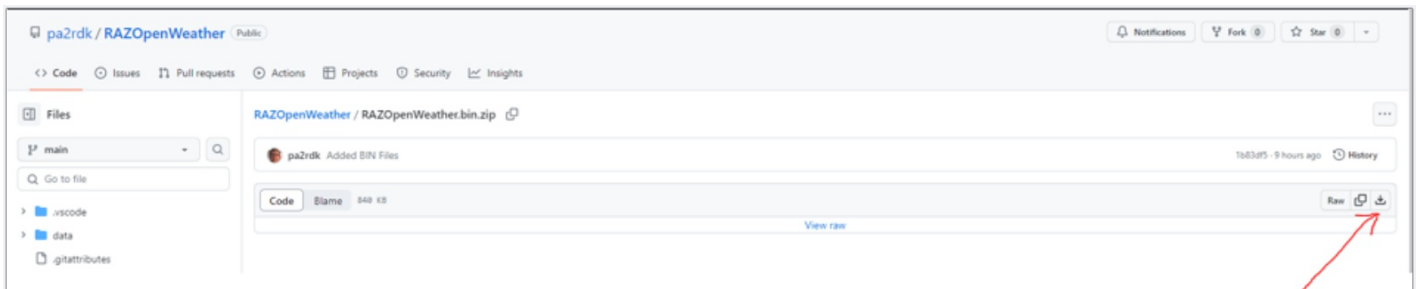 pa2rdk / RAZOpenWeather Public
Notifications Fork 0 Star 0
Code Issues Pull requests Actions Projects Security Insights
Files
RAZOpenWeather / RAZOpenWeather.bin.zip
main
pa2rdk Added BIN Files
1b83df5 · 9 hours ago History
Go to file
Code Blame 840 KB
Raw
.vscode
View raw
data
.gitattributes